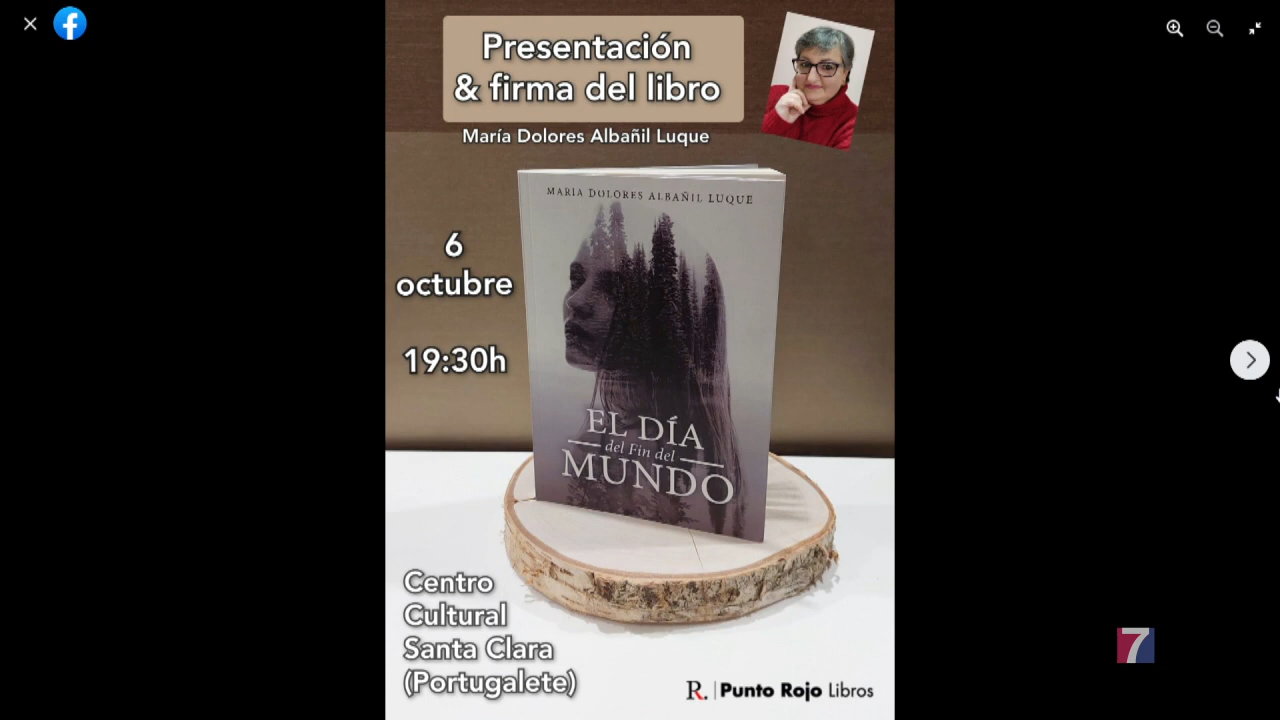 Presentación
& firma del libro
María Dolores Albañil Luque
MARÍA DOLORES ALBAÑIL LUQUE
6
octubre
19:30h
EL DÍA
del Fin del
MUNDO
Centro
Cultural
Santa Clara
(Portugalete)
R. | Punto Rojo Libros
7